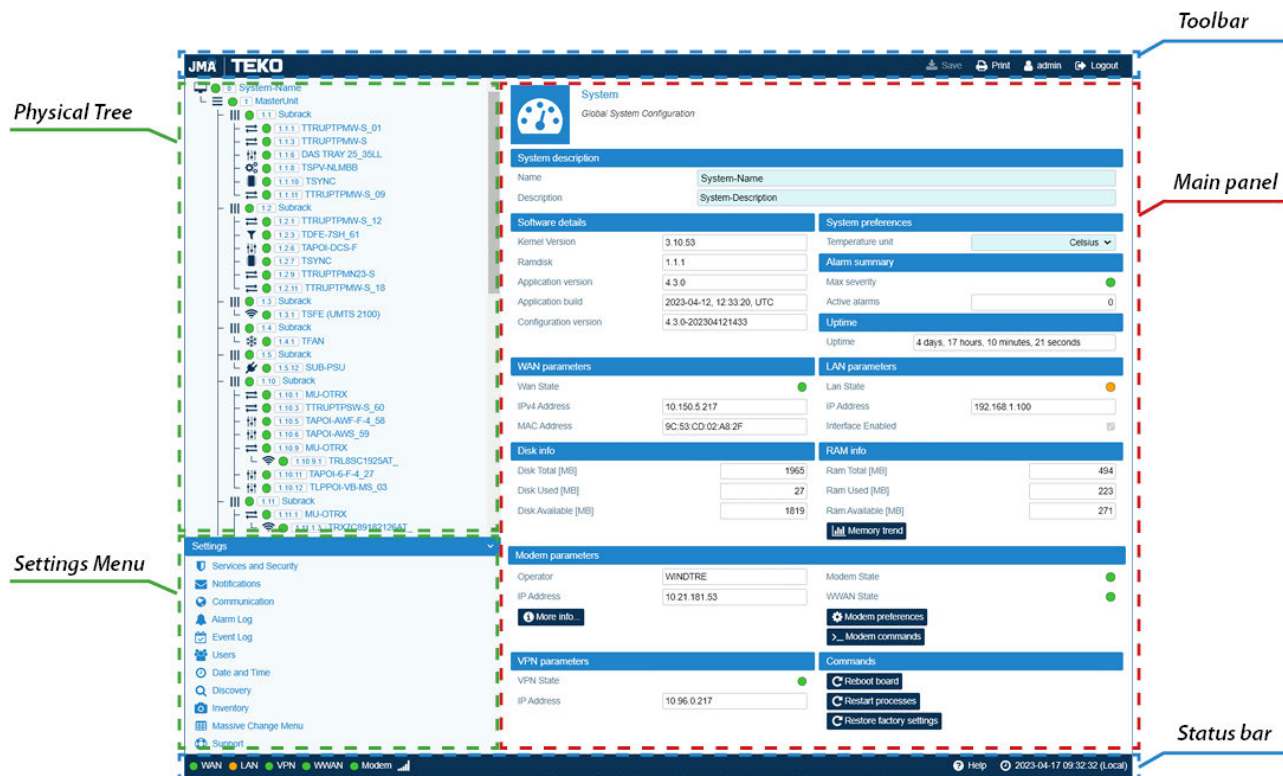 Toolbar
JMA TEKO
Save Print admin Logout
Physical Tree
0 System-Name
1 MasterUnit
1.1 Subrack
1.1.1 TTRUPTPMW-S_01
1.1.3 TTRUPTPMW-S
1.1.6 DAS TRAY 25_35LL
1.1.8 TSPV-NLMBB
1.1.10 TSYNC
1.1.11 TTRUPTPMW-S_09
1.2 Subrack
1.2.1 TTRUPTPMW-S_12
1.2.3 TDFE-7SH_61
1.2.6 TAPOI-DCS-F
1.2.7 TSYNC
1.2.9 TTRUPTPMN23-S
1.2.11 TTRUPTPMW-S_18
1.3 Subrack
1.3.1 TSFE (UMTS 2100)
1.4 Subrack
1.4.1 TFAN
1.5 Subrack
1.5.12 SUB-PSU
1.10 Subrack
1.10.1 MU-OTRX
1.10.3 TTRUPTPSW-S_60
1.10.5 TAPOI-AWF-F-4_58
1.10.6 TAPOI-AWS_59
1.10.9 MU-OTRX
1.10.9.1 TRL8SC1925AT_
1.10.11 TAPOI-6-F-4_27
1.10.12 TLPPOI-VB-MS_03
1.11 Subrack
1.11.1 MU-OTRX
1.11.1.3 TRX7C89182126AT_
Settings Menu
Settings
Services and Security
Notifications
Communication
Alarm Log
Event Log
Users
Date and Time
Discovery
Inventory
Massive Change Menu
Support
Main panel
System
Global System Configuration
System description
Name System-Name
Description System-Description
Software details
Kernel Version 3.10.53
Ramdisk 1.1.1
Application version 4.3.0
Application build 2023-04-12, 12:33:20, UTC
Configuration version 4.3.0-202304121433
System preferences
Temperature unit Celsius
Alarm summary
Max severity
Active alarms 0
Uptime
Uptime 4 days, 17 hours, 10 minutes, 21 seconds
WAN parameters
Wan State
IPv4 Address 10.150.5.217
MAC Address 9C:53:CD:02:A8:2F
LAN parameters
Lan State
IP Address 192.168.1.100
Interface Enabled
Disk info
Disk Total [MB] 1965
Disk Used [MB] 27
Disk Available [MB] 1819
RAM info
Ram Total [MB] 494
Ram Used [MB] 223
Ram Available [MB] 271
Memory trend
Modem parameters
Operator WINDTRE
IP Address 10.21.181.53
More info...
Modem State
WWAN State
Modem preferences
Modem commands
VPN parameters
VPN State
IP Address 10.96.0.217
Commands
Reboot board
Restart processes
Restore factory settings
Status bar
WAN LAN VPN WWAN Modem
Help 2023-04-17 09:32:32 (Local)